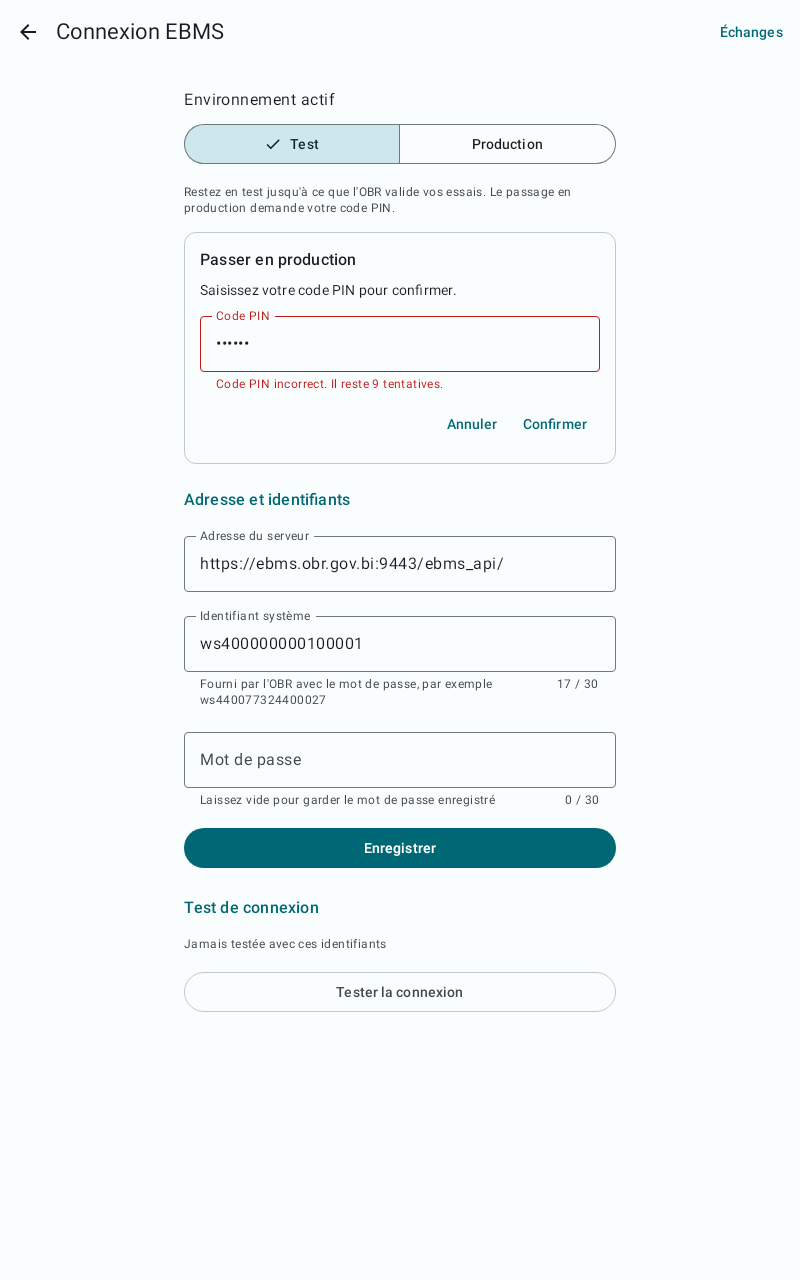 Connexion EBMS
Échanges
Environnement actif
Test
Production
Restez en test jusqu'à ce que l'OBR valide vos essais. Le passage en
production demande votre code PIN.
Passer en production
Saisissez votre code PIN pour confirmer.
Code PIN
••••••
Code PIN incorrect. Il reste 9 tentatives.
Annuler
Confirmer
Adresse et identifiants
Adresse du serveur
https://ebms.obr.gov.bi:9443/ebms_api/
Identifiant système
ws400000000100001
Fourni par l'OBR avec le mot de passe, par exemple
ws440077324400027
17 / 30
Mot de passe
Laissez vide pour garder le mot de passe enregistré
0 / 30
Enregistrer
Test de connexion
Jamais testée avec ces identifiants
Tester la connexion